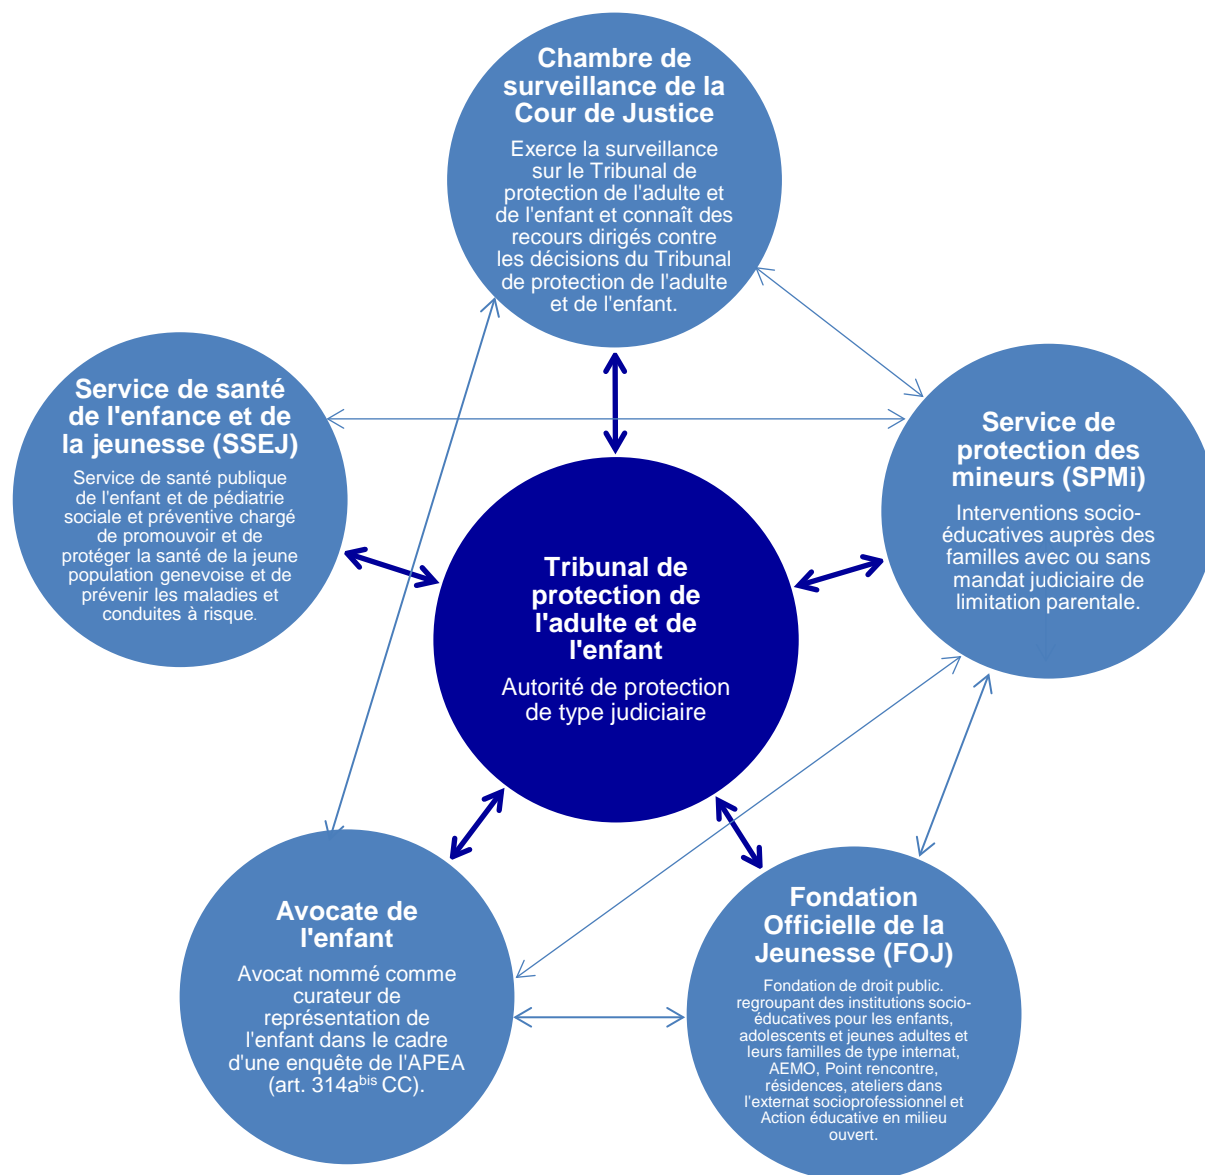 Chambre de
surveillance de la
Cour de Justice
Exerce la surveillance
sur le Tribunal de
protection de l'adulte et
de l'enfant et connaît des
recours dirigés contre
les décisions du Tribunal
de protection de l'adulte
et de l'enfant.
Service de santé
de l'enfance et de
la jeunesse (SSEJ)
Service de santé publique
de l'enfant et de pédiatrie
sociale et préventive chargé
de promouvoir et de
protéger la santé de la jeune
population genevoise et de
prévenir les maladies et
conduites à risque.
Service de
protection des
mineurs (SPMi)
Interventions socio-
éducatives auprès des
familles avec ou sans
mandat judiciaire de
limitation parentale.
Tribunal de
protection de
l'adulte et de
l'enfant
Autorité de protection
de type judiciaire
Avocate de
l'enfant
Avocat nommé comme
curateur de
représentation de
l'enfant dans le cadre
d'une enquête de l'APEA
(art. 314a^bis CC).
Fondation
Officielle de la
Jeunesse (FOJ)
Fondation de droit public.
regroupant des institutions socio-
éducatives pour les enfants,
adolescents et jeunes adultes et
leurs familles de type internat,
AEMO, Point rencontre,
résidences, ateliers dans
l'externat socioprofessionnel et
Action éducative en milieu
ouvert.